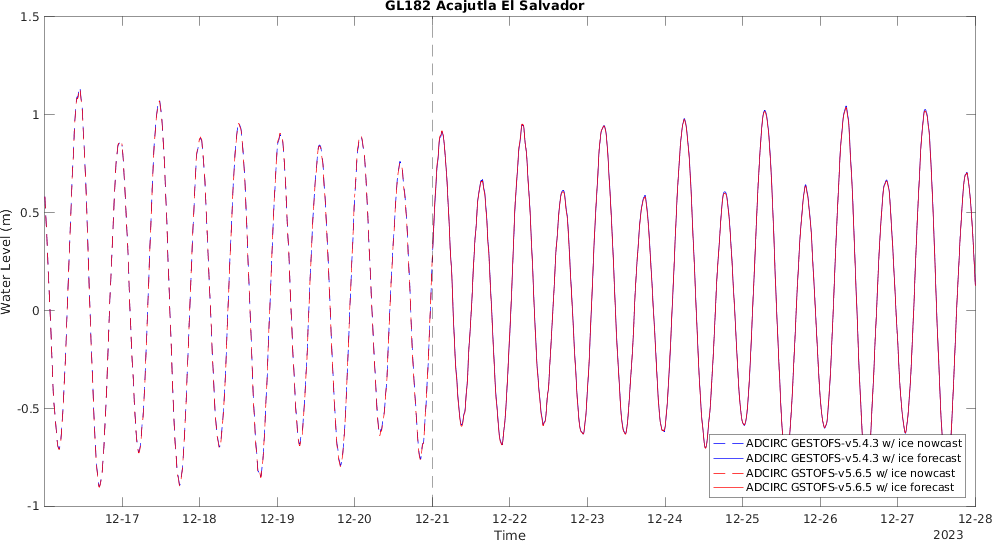 GL182 Acajutla El Salvador
1.5
1
0.5
0
-0.5
-1
Water Level (m)
12-17 12-18 12-19 12-20 12-21 12-22 12-23 12-24 12-25 12-26 12-27 12-28
Time
2023
ADCIRC GESTOFS-v5.4.3 w/ ice nowcast
ADCIRC GESTOFS-v5.4.3 w/ ice forecast
ADCIRC GSTOFS-v5.6.5 w/ ice nowcast
ADCIRC GSTOFS-v5.6.5 w/ ice forecast